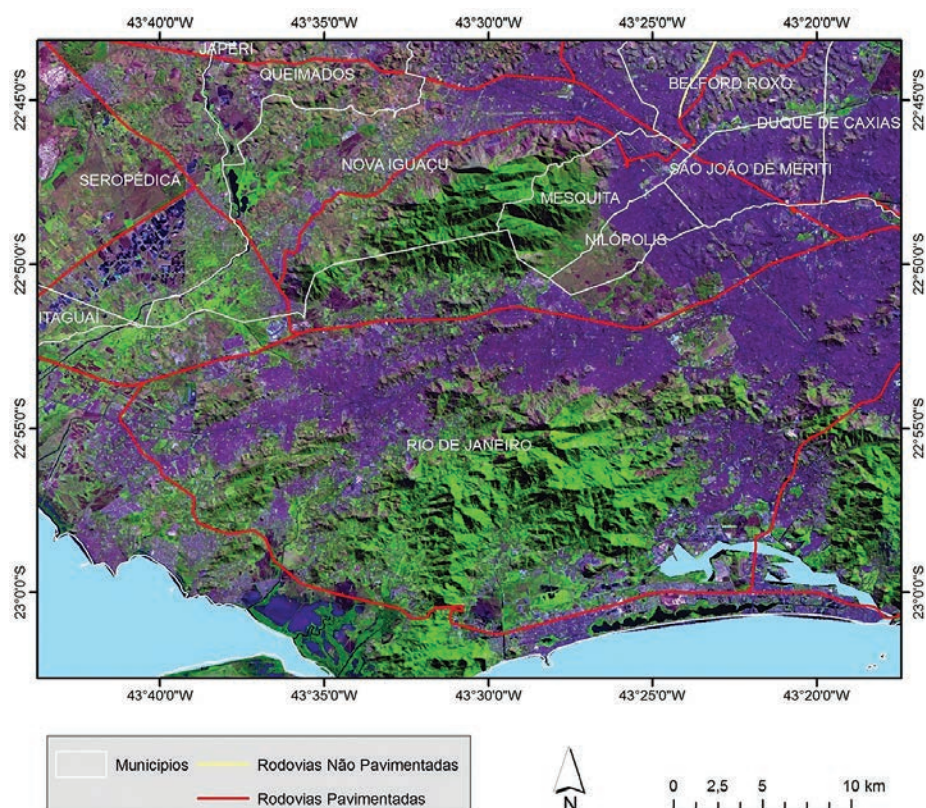 43°40'0"W 43°35'0"W 43°30'0"W 43°25'0"W 43°20'0"W
JAPERI
QUEIMADOS
BELFORD ROXO
22°45'0"S 22°45'0"S
DUQUE DE CAXIAS
NOVA IGUAÇU
SÃO JOÃO DE MERITI
SEROPÉDICA
MESQUITA
NILÓPOLIS
22°50'0"S 22°50'0"S
ITAGUAÍ
22°55'0"S 22°55'0"S
RIO DE JANEIRO
23°0'0"S 23°0'0"S
43°40'0"W 43°35'0"W 43°30'0"W 43°25'0"W 43°20'0"W
Municipios Rodovias Não Pavimentadas
Rodovias Pavimentadas
N
0 2,5 5 10 km